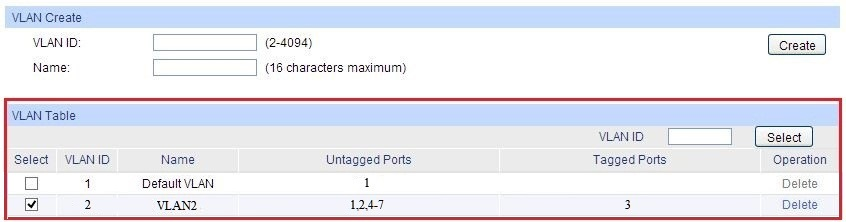 VLAN Create
VLAN ID: (2-4094)
Name: (16 characters maximum)
Create
VLAN Table
VLAN ID Select
Select VLAN ID Name Untagged Ports Tagged Ports Operation
1 Default VLAN 1 Delete
2 VLAN2 1,2,4-7 3 Delete